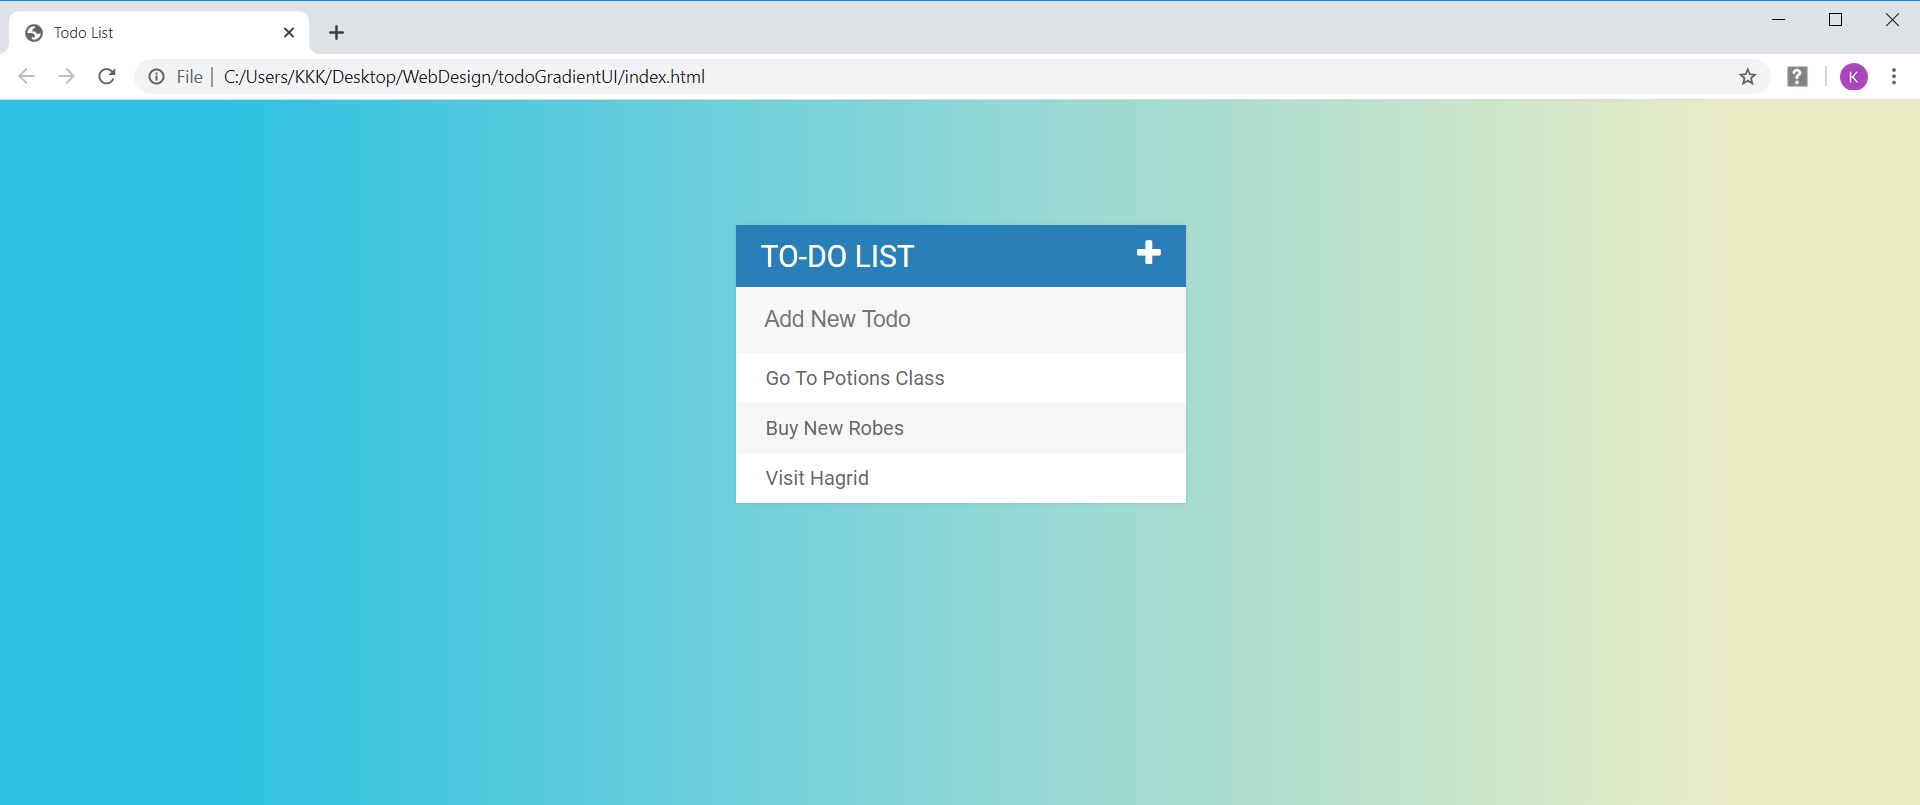 Todo List
File | C:/Users/KKK/Desktop/WebDesign/todoGradientUI/index.html
?
K
TO-DO LIST
Add New Todo
Go To Potions Class
Buy New Robes
Visit Hagrid